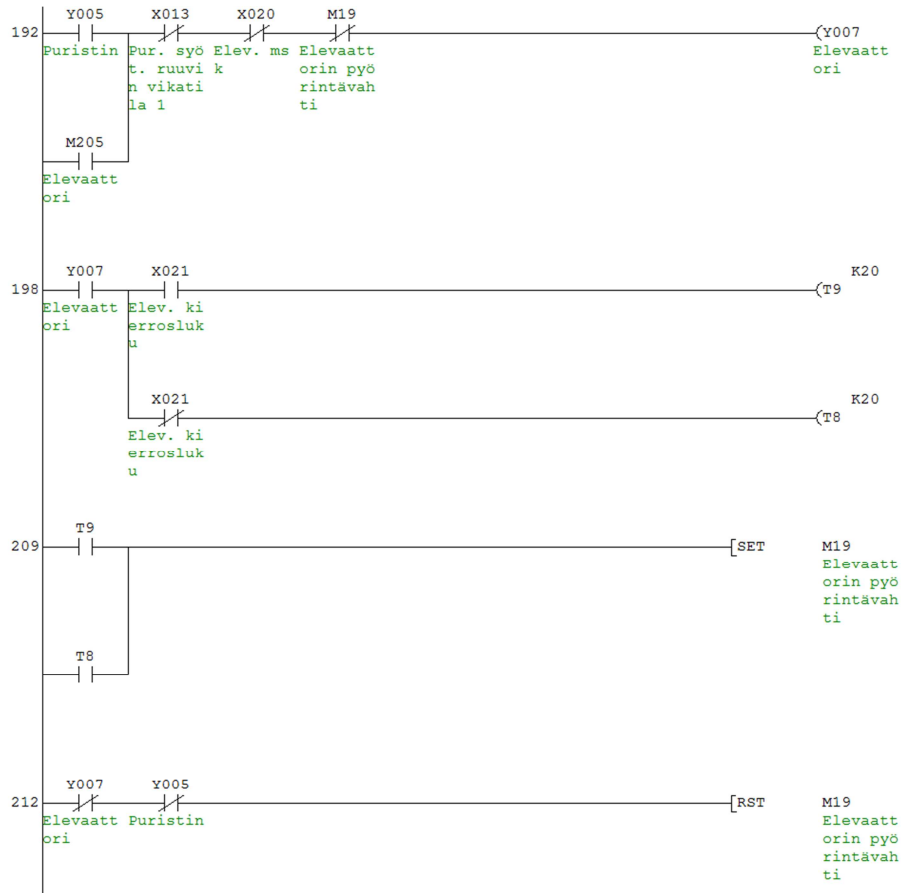 Y005 X013 X020 M19
192 (Y007
Puristin Pur. syö Elev. ms Elevaatt Elevaatt
t. ruuvi k orin pyö ori
n vikati rintävah
la 1 ti
M205
Elevaatt
ori
Y007 X021 K20
198 (T9
Elevaatt Elev. ki
ori errosluk
u
X021 K20
(T8
Elev. ki
errosluk
u
T9
209 [SET M19
Elevaatt
orin pyö
rintävah
ti
T8
Y007 Y005
212 [RST M19
Elevaatt Puristin Elevaatt
ori orin pyö
rintävah
ti